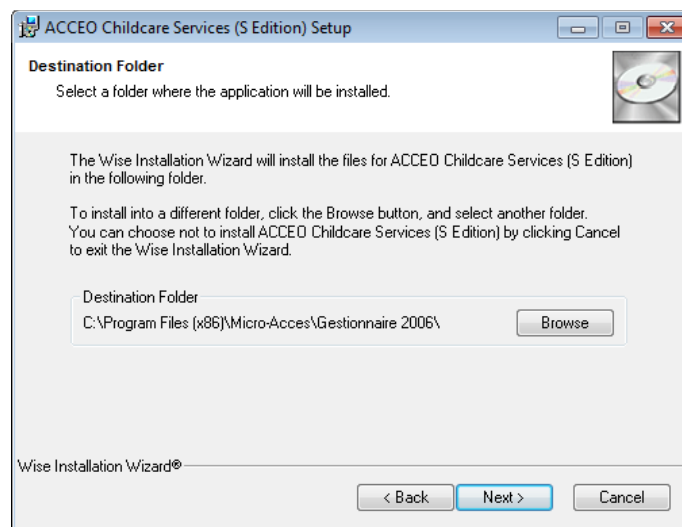 ACCEO Childcare Services (S Edition) Setup
Destination Folder
Select a folder where the application will be installed.
The Wise Installation Wizard will install the files for ACCEO Childcare Services (S Edition)
in the following folder.
To install into a different folder, click the Browse button, and select another folder.
You can choose not to install ACCEO Childcare Services (S Edition) by clicking Cancel
to exit the Wise Installation Wizard.
Destination Folder
C:\Program Files (x86)\Micro-Acces\Gestionnaire 2006\
Browse
Wise Installation Wizard®
< Back
Next >
Cancel